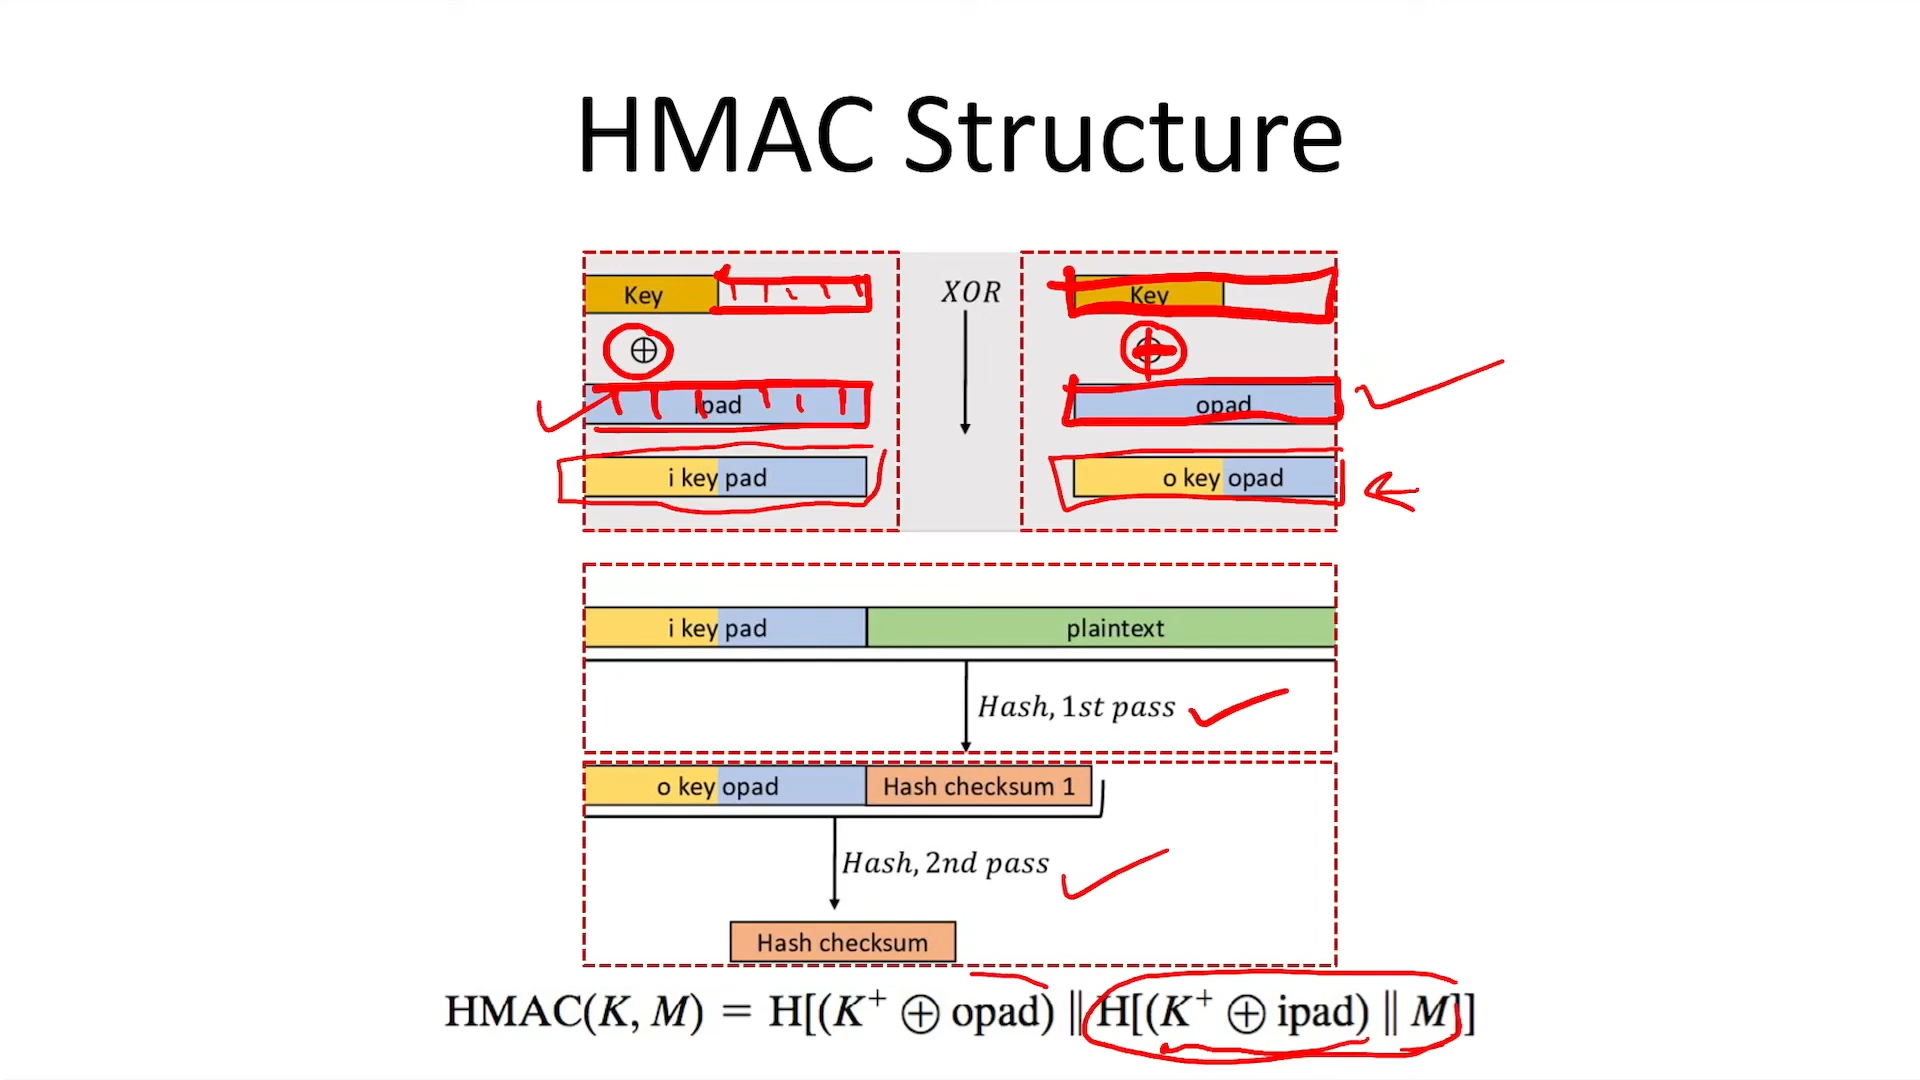 HMAC Structure
Key
XOR
Key
⊕
⊕
ipad
opad
i key pad
o key opad
i key pad
plaintext
Hash, 1st pass
o key opad
Hash checksum 1
Hash, 2nd pass
Hash checksum
HMAC(K, M) = H[(K⁺ ⊕ opad) ‖ H[(K⁺ ⊕ ipad) ‖ M]]